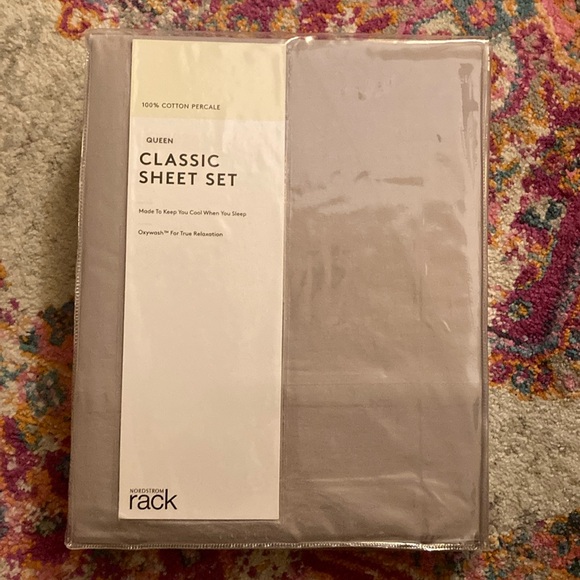 100% COTTON PERCALE
QUEEN
CLASSIC
SHEET SET
Made To Keep You Cool When You Sleep
Oxywash™ For True Relaxation
NORDSTROM
rack